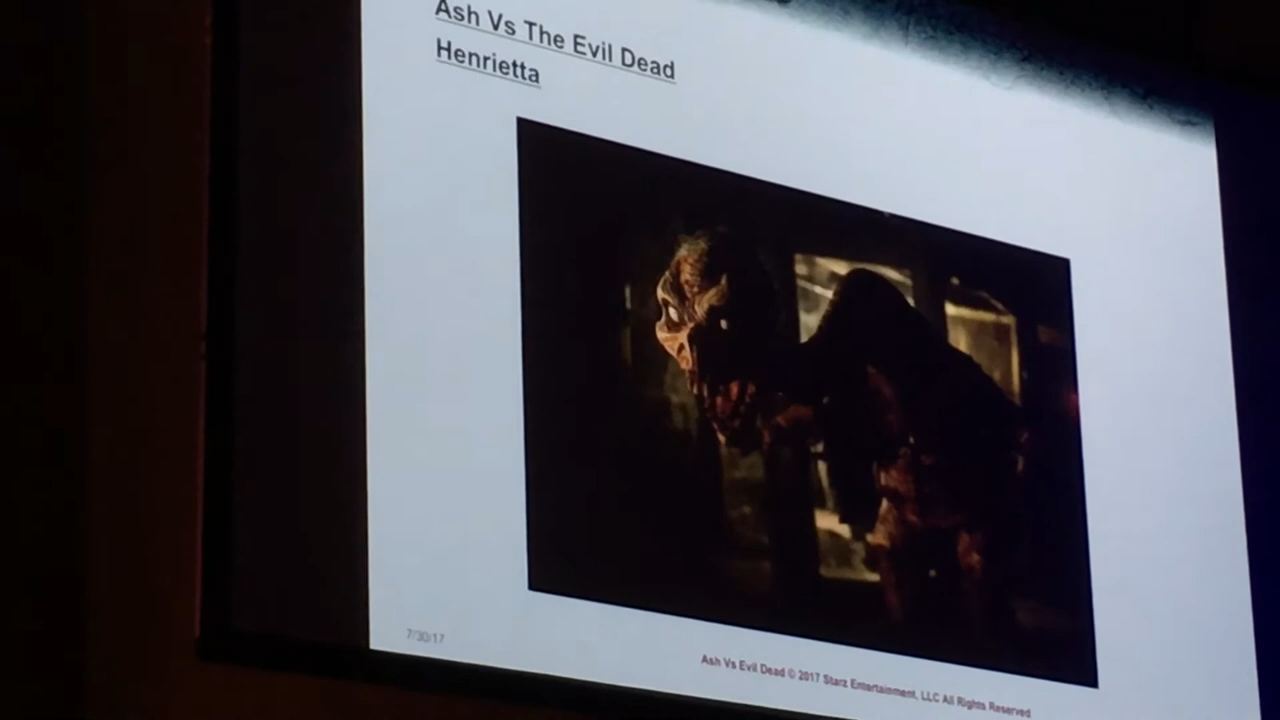 Ash Vs The Evil Dead
Henrietta
7/30/17
Ash Vs Evil Dead © 2017 Starz Entertainment, LLC All Rights Reserved